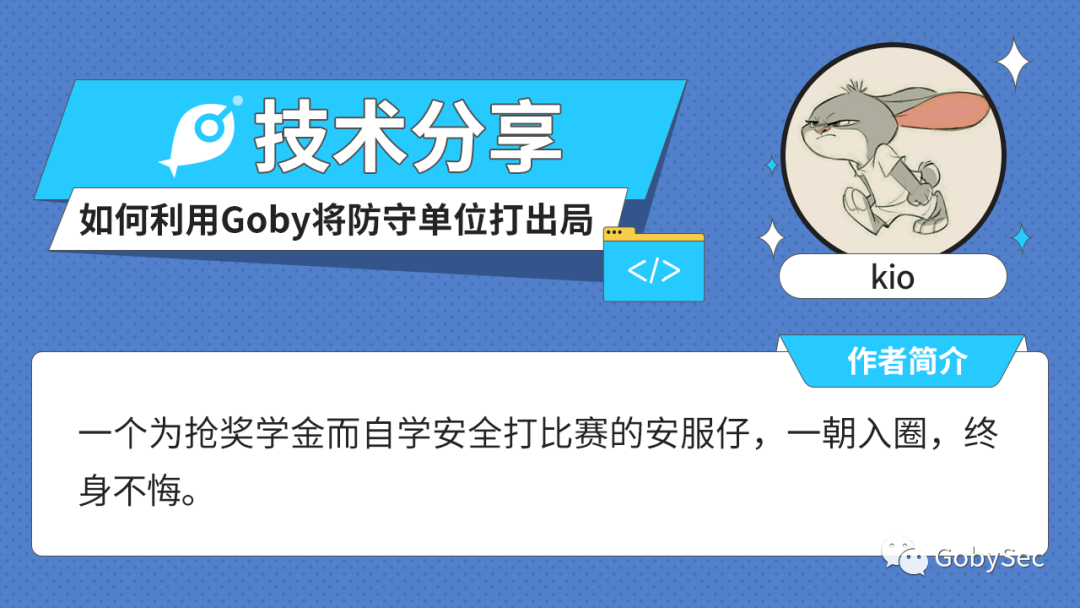 技术分享
如何利用Goby将防守单位打出局
</>
kio
作者简介
一个为抢奖学金而自学安全打比赛的安服仔，一朝入圈，终
身不悔。
GobySec